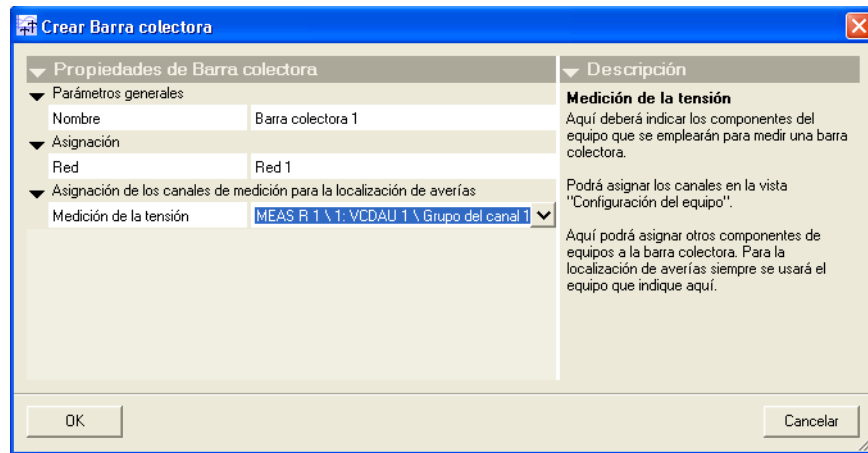 Crear Barra colectora
Propiedades de Barra colectora
Parámetros generales
Nombre Barra colectora 1
Asignación
Red Red 1
Asignación de los canales de medición para la localización de averías
Medición de la tensión MEAS R 1 \ 1: VCDAU 1 \ Grupo del canal 1
Descripción
Medición de la tensión
Aquí deberá indicar los componentes del
equipo que se emplearán para medir una barra
colectora.
Podrá asignar los canales en la vista
"Configuración del equipo".
Aquí podrá asignar otros componentes de
equipos a la barra colectora. Para la
localización de averías siempre se usará el
equipo que indique aquí.
OK
Cancelar